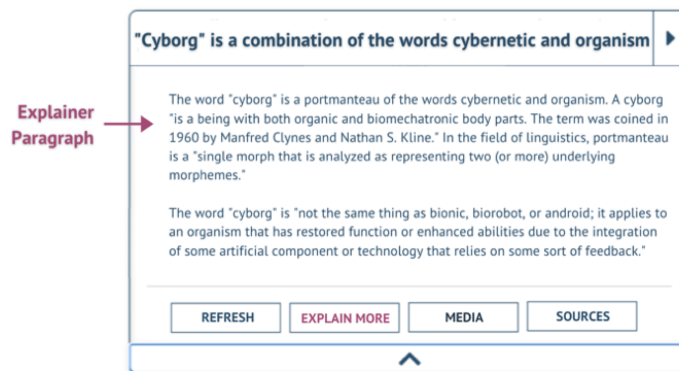 "Cyborg" is a combination of the words cybernetic and organism
Explainer
Paragraph
The word "cyborg" is a portmanteau of the words cybernetic and organism. A cyborg
"is a being with both organic and biomechatronic body parts. The term was coined in
1960 by Manfred Clynes and Nathan S. Kline." In the field of linguistics, portmanteau
is a "single morph that is analyzed as representing two (or more) underlying
morphemes."
The word "cyborg" is "not the same thing as bionic, biorobot, or android; it applies to
an organism that has restored function or enhanced abilities due to the integration
of some artificial component or technology that relies on some sort of feedback."
REFRESH
EXPLAIN MORE
MEDIA
SOURCES